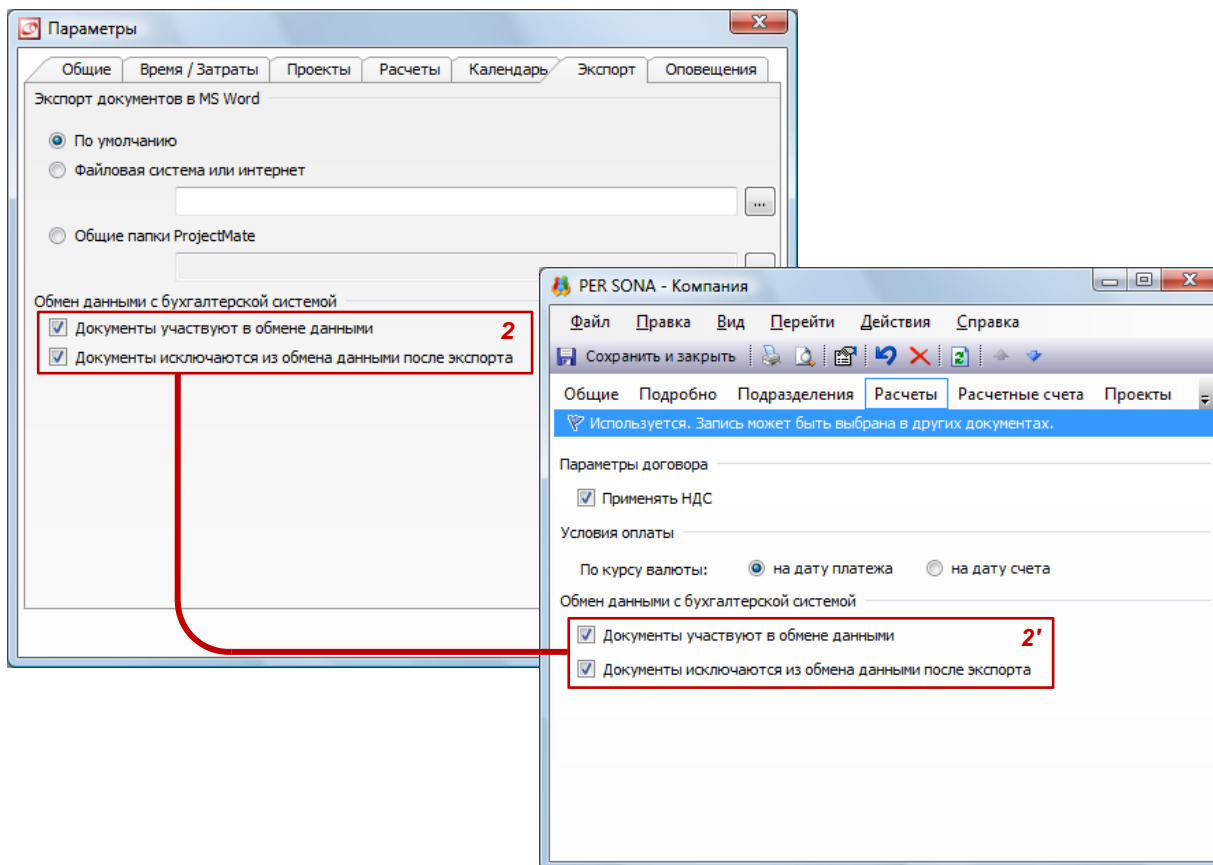 Параметры
Общие Время / Затраты Проекты Расчеты Календарь Экспорт Оповещения
Экспорт документов в MS Word
По умолчанию
Файловая система или интернет
...
Общие папки ProjectMate
Обмен данными с бухгалтерской системой
Документы участвуют в обмене данными 2
Документы исключаются из обмена данными после экспорта
PER SONA - Компания
Файл Правка Вид Перейти Действия Справка
Сохранить и закрыть
Общие Подробно Подразделения Расчеты Расчетные счета Проекты
Используется. Запись может быть выбрана в других документах.
Параметры договора
Применять НДС
Условия оплаты
По курсу валюты: на дату платежа на дату счета
Обмен данными с бухгалтерской системой
Документы участвуют в обмене данными 2'
Документы исключаются из обмена данными после экспорта